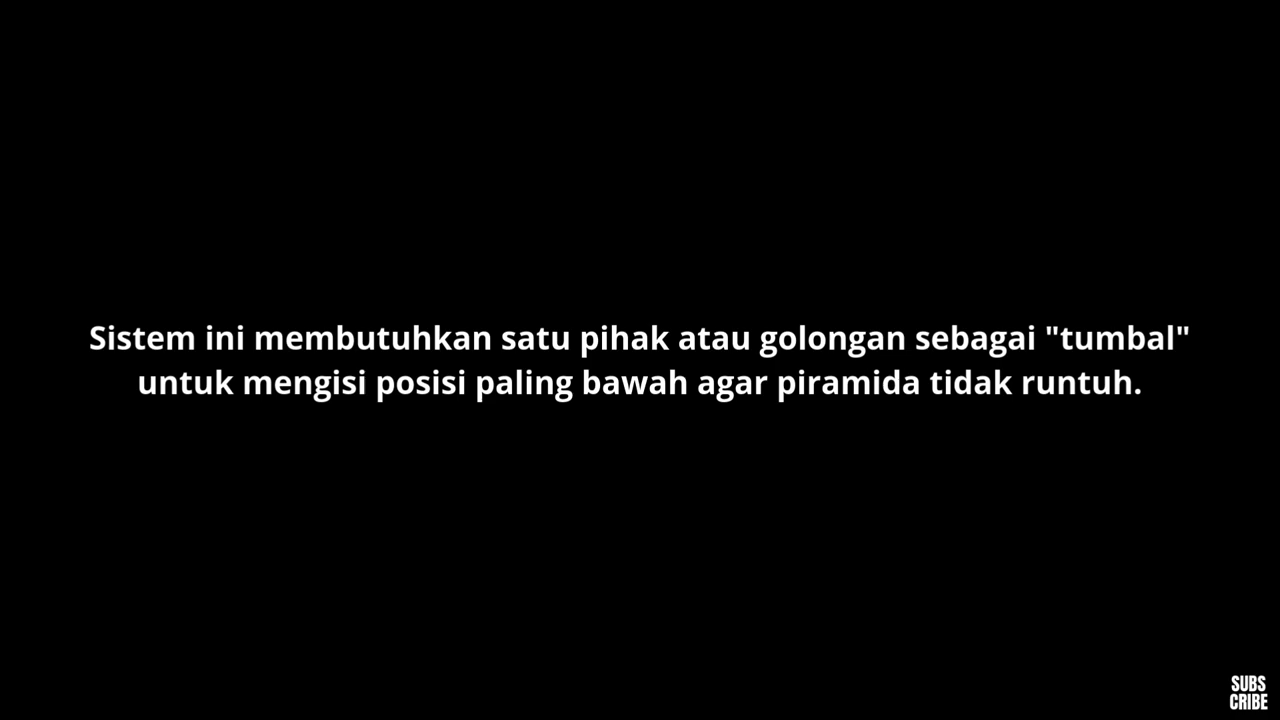 Sistem ini membutuhkan satu pihak atau golongan sebagai "tumbal"
untuk mengisi posisi paling bawah agar piramida tidak runtuh.
SUBS
CRIBE